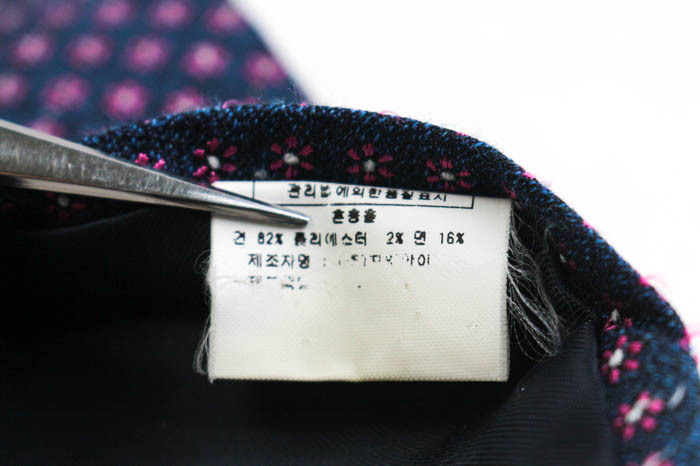 관리법에의한품질표시
혼용율
견 82% 폴리에스터 2% 면 16%
제조자명 :